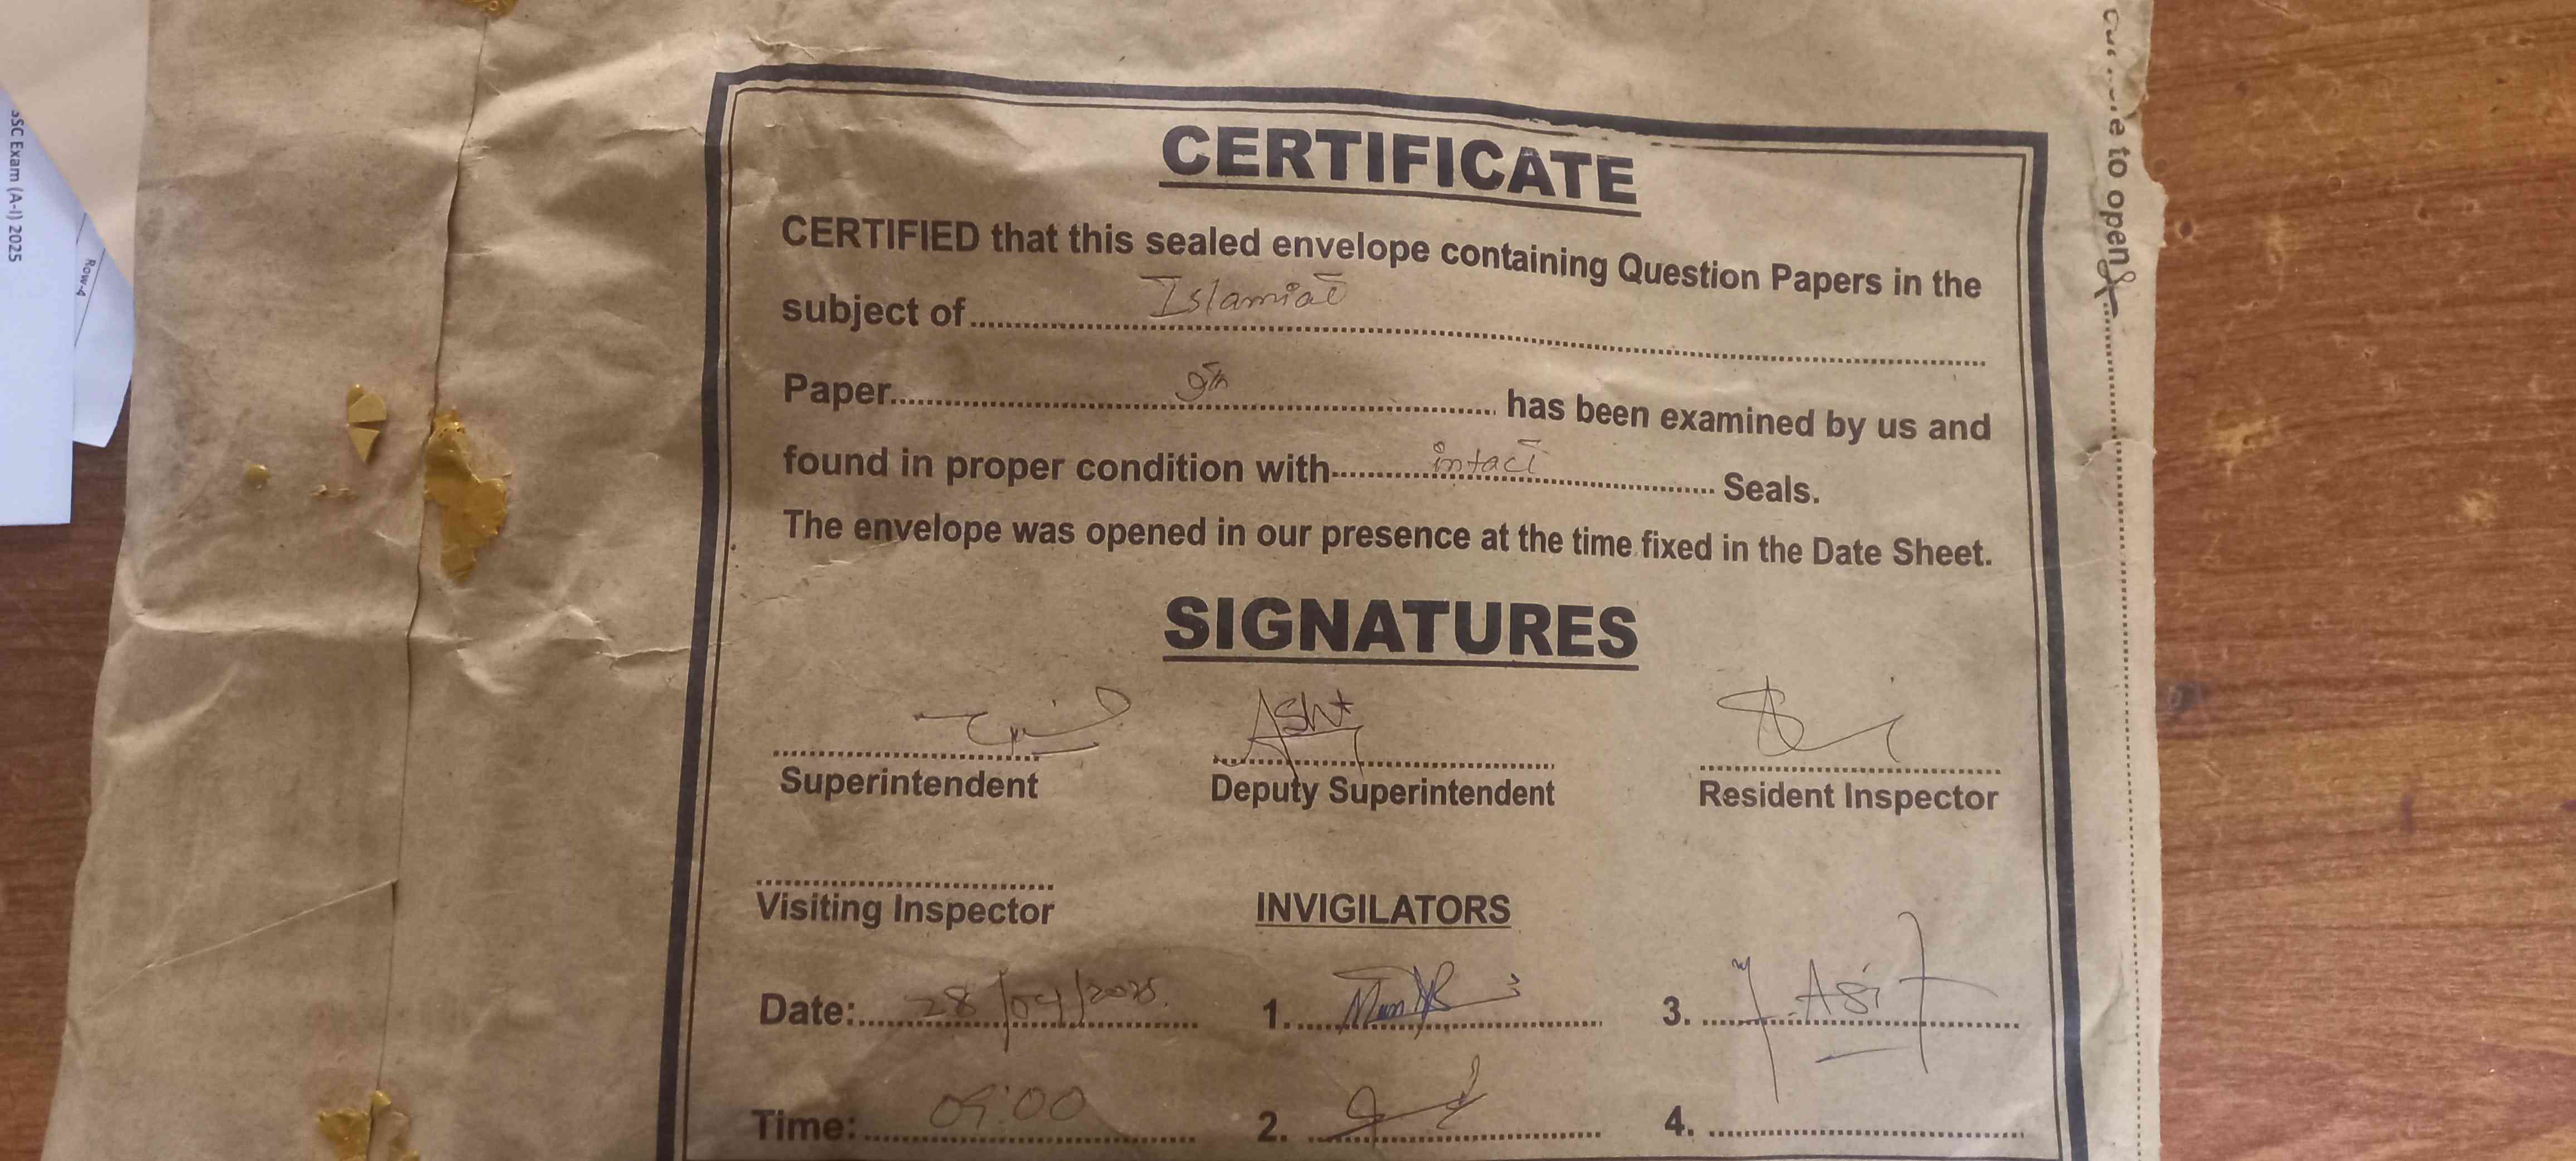 CERTIFICATE
CERTIFIED that this sealed envelope containing Question Papers in the
subject of Islamiat
Paper 9th has been examined by us and
found in proper condition with intact Seals.
The envelope was opened in our presence at the time fixed in the Date Sheet.
SIGNATURES
Superintendent Deputy Superintendent Resident Inspector
Visiting Inspector INVIGILATORS
Date: 28/04/2025. 1. 3. Asif
Time: 09:00 2. 4.
to open
SSC Exam (A-I) 2025
Row-4